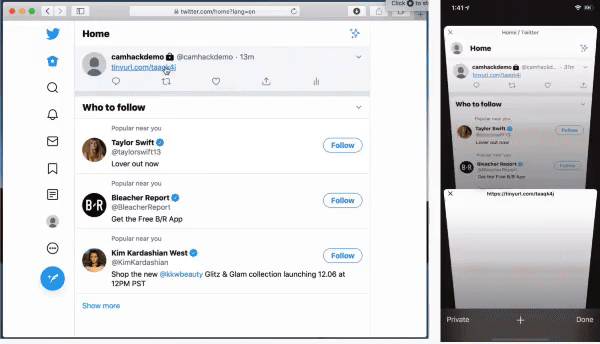 twitter.com/home?lang=en
Click
to st
Home
camhackdemo @camhackdemo · 13m
tinyurl.com/taaqk4j
Who to follow
Popular near you
Taylor Swift
@taylorswift13
Lover out now
Follow
Popular near you
B/R
Bleacher Report
@BleacherReport
Get the Free B/R App
Follow
Popular near you
Kim Kardashian West
@KimKardashian
Shop the new @kkwbeauty Glitz & Glam collection launching 12.06 at
12PM PST
Follow
Show more
1:41
Home / Twitter
Home
camhackdemo @camhackd... · 31m
tinyurl.com/taaqk4j
Who to follow
Popular near you
Taylor Swift
@taylorswift13
Lover out now
Follow
Popular near you
B/R
Bleacher Report
@BleacherReport
Get the Free B/R App
Follow
https://tinyurl.com/taaqk4j
Private
Done